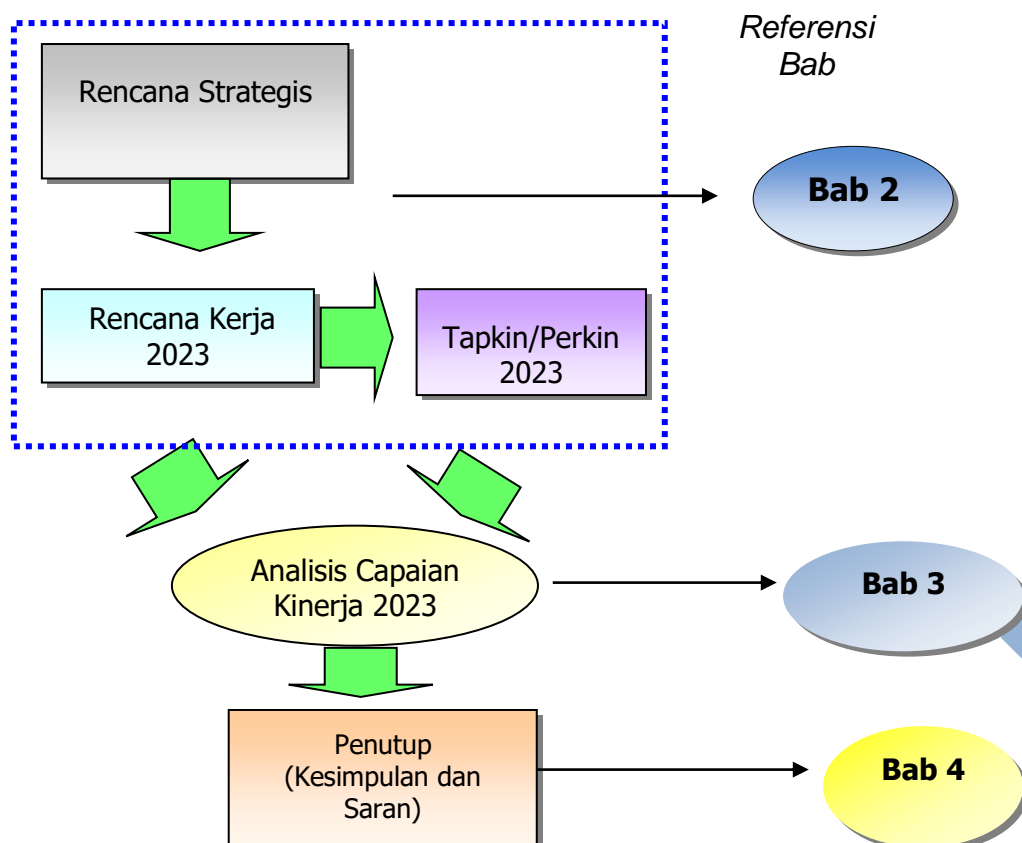 Referensi
Bab
Rencana Strategis
Bab 2
Rencana Kerja
2023
Tapkin/Perkin
2023
Analisis Capaian
Kinerja 2023
Bab 3
Penutup
(Kesimpulan dan
Saran)
Bab 4